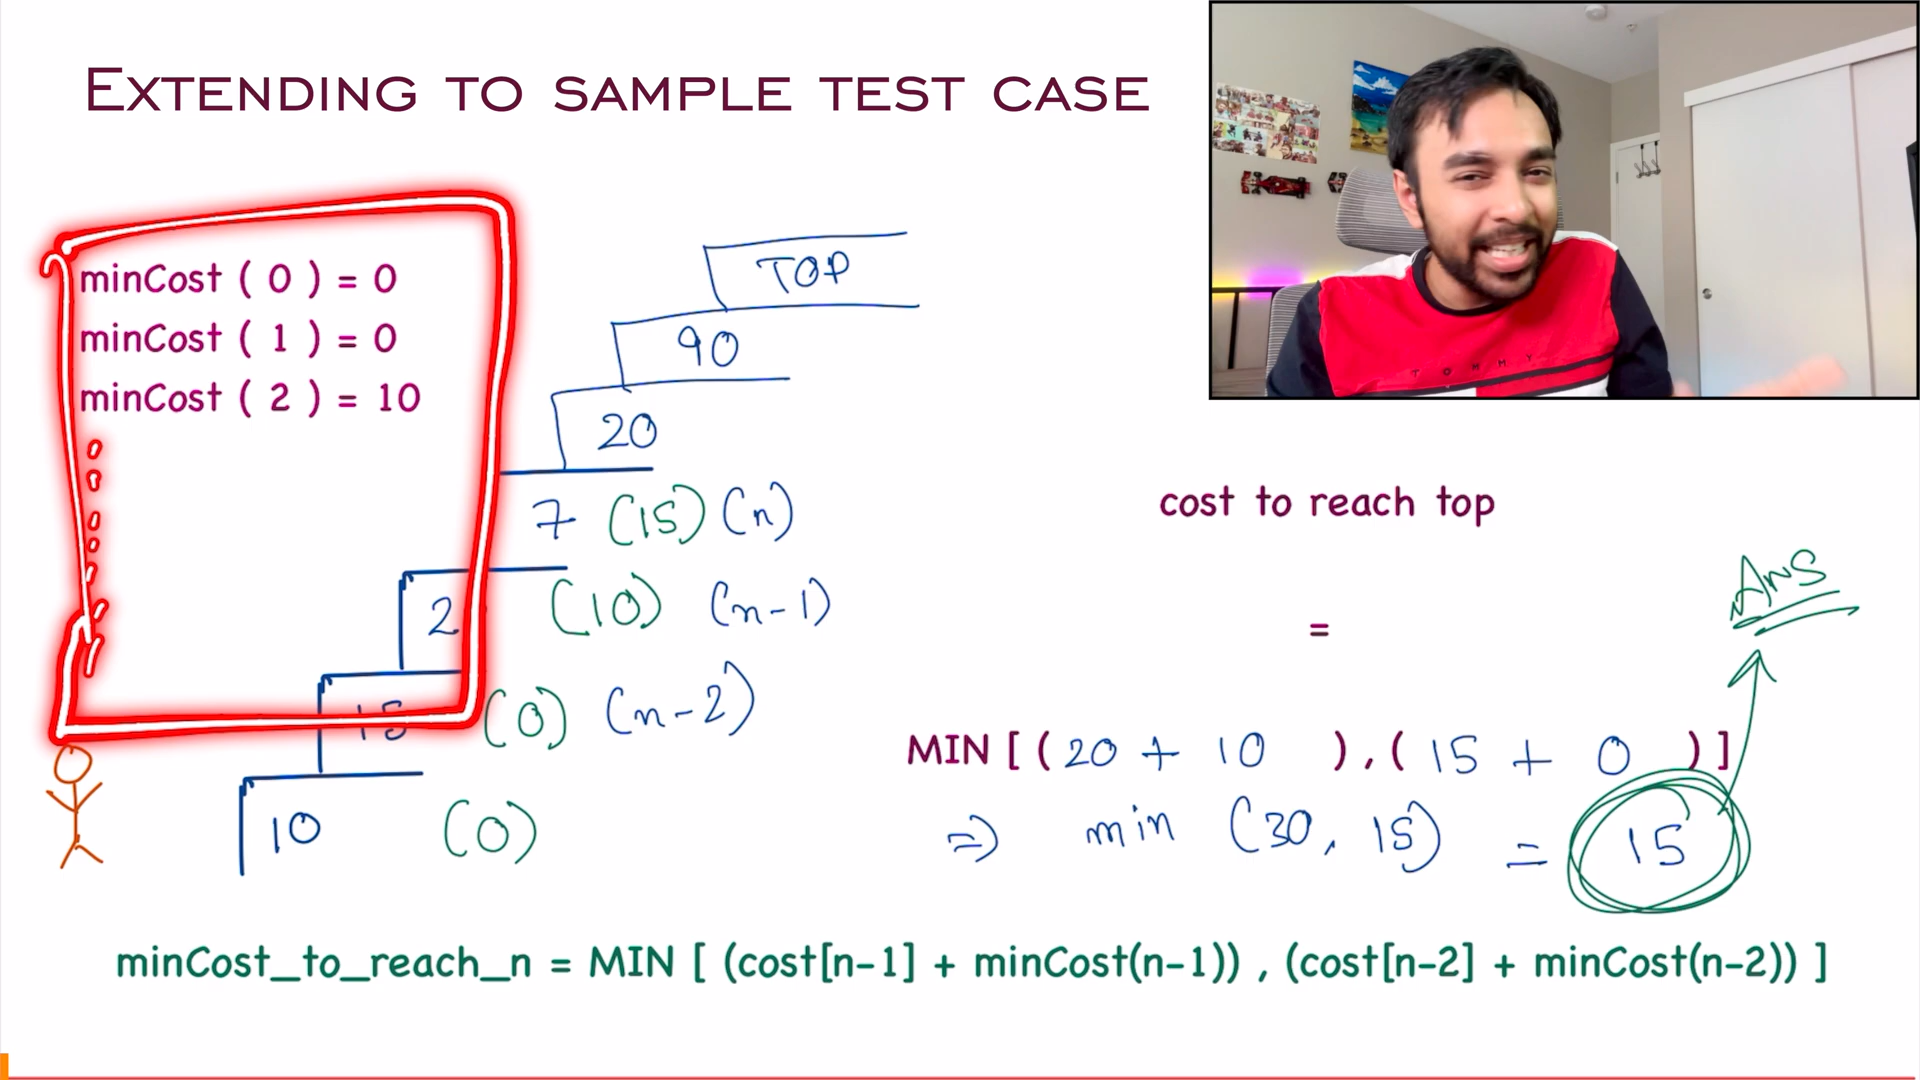 EXTENDING TO SAMPLE TEST CASE
minCost ( 0 ) = 0
minCost ( 1 ) = 0
minCost ( 2 ) = 10
TOP
90
20
7 (15) (n)
(10) (n-1)
(0) (n-2)
15
10 (0)
TOMMY
cost to reach top
=
Ans
MIN [ ( 20 + 10 ) , ( 15 + 0 ) ]
=> min (30, 15) = 15
minCost_to_reach_n = MIN [ (cost[n-1] + minCost(n-1)) , (cost[n-2] + minCost(n-2)) ]